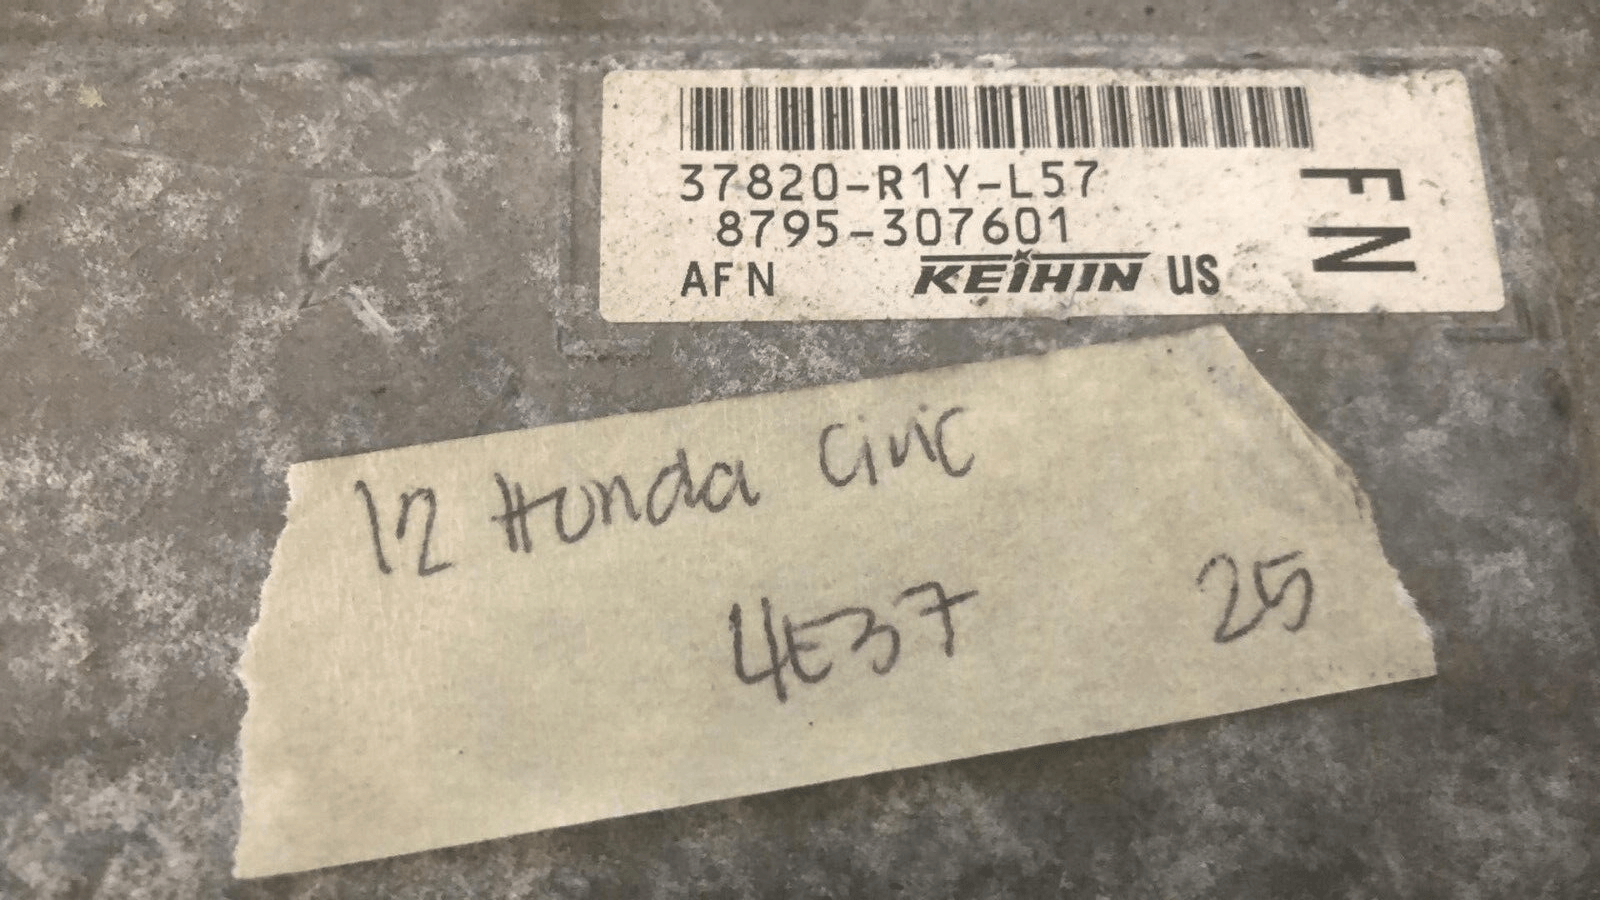 37820-R1Y-L57
8795-307601
AFN KEIHIN US
FN
12 Honda Civic
4E37 25